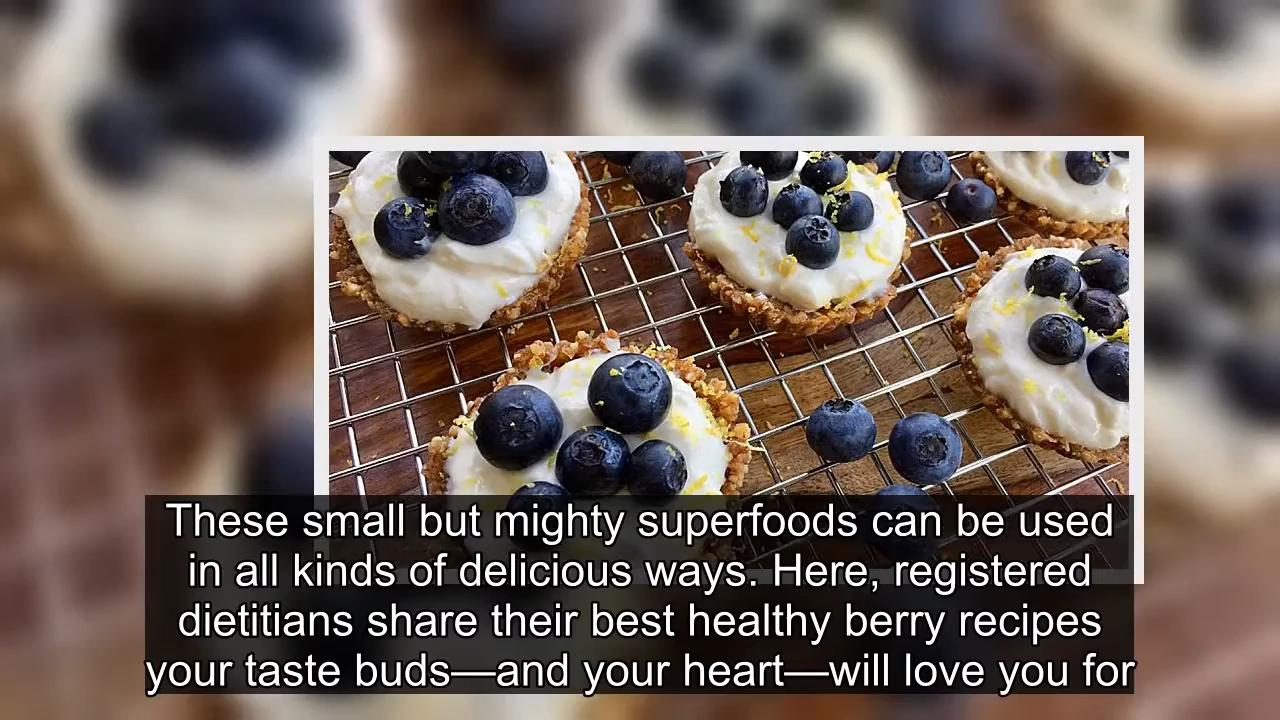 These small but mighty superfoods can be used
in all kinds of delicious ways. Here, registered
dietitians share their best healthy berry recipes
your taste buds—and your heart—will love you for